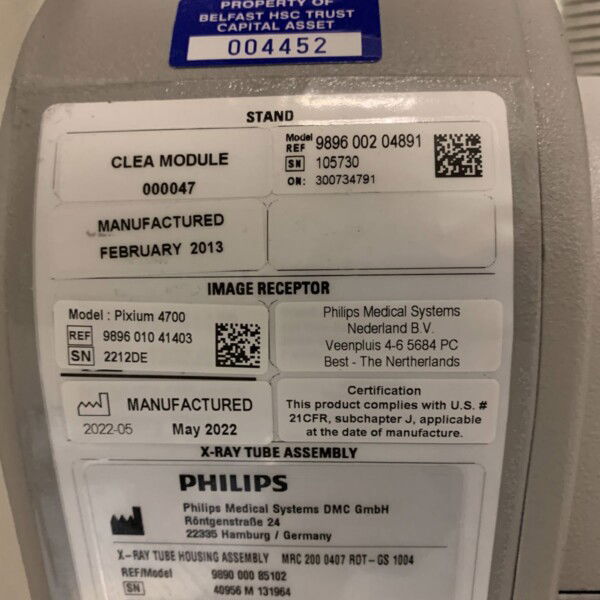 PROPERTY OF
BELFAST HSC TRUST
CAPITAL ASSET
004452
STAND
CLEA MODULE
000047
Model
REF 9896 002 04891
SN 105730
ON: 300734791
MANUFACTURED
FEBRUARY 2013
IMAGE RECEPTOR
Model : Pixium 4700
REF 9896 010 41403
SN 2212DE
Philips Medical Systems
Nederland B.V.
Veenpluis 4-6 5684 PC
Best - The Netherlands
MANUFACTURED
2022-05 May 2022
Certification
This product complies with U.S. #
21CFR, subchapter J, applicable
at the date of manufacture.
X-RAY TUBE ASSEMBLY
PHILIPS
Philips Medical Systems DMC GmbH
Röntgenstraße 24
22335 Hamburg / Germany
X-RAY TUBE HOUSING ASSEMBLY MRC 200 0407 ROT-GS 1004
REF/Model 9890 000 85102
SN 40956 M 131964